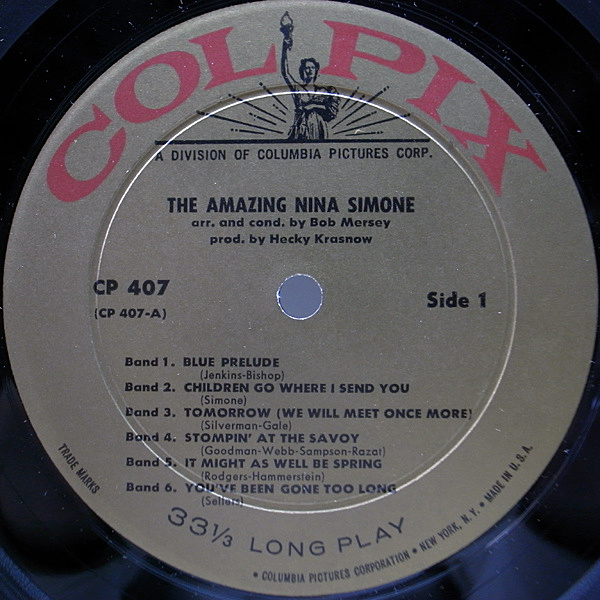 COLPIX
A DIVISION OF COLUMBIA PICTURES CORP.
THE AMAZING NINA SIMONE
arr. and cond. by Bob Mersey
prod. by Hecky Krasnow
CP 407
(CP 407-A)
Side 1
Band 1. BLUE PRELUDE
(Jenkins-Bishop)
Band 2. CHILDREN GO WHERE I SEND YOU
(Simone)
Band 3. TOMORROW (WE WILL MEET ONCE MORE)
(Silverman-Gale)
Band 4. STOMPIN' AT THE SAVOY
(Goodman-Webb-Sampson-Razaf)
Band 5. IT MIGHT AS WELL BE SPRING
(Rodgers-Hammerstein)
Band 6. YOU'VE BEEN GONE TOO LONG
(Sellers)
33⅓ LONG PLAY
TRADE MARKS
• COLUMBIA PICTURES CORPORATION • NEW YORK, N.Y. • MADE IN U.S.A.